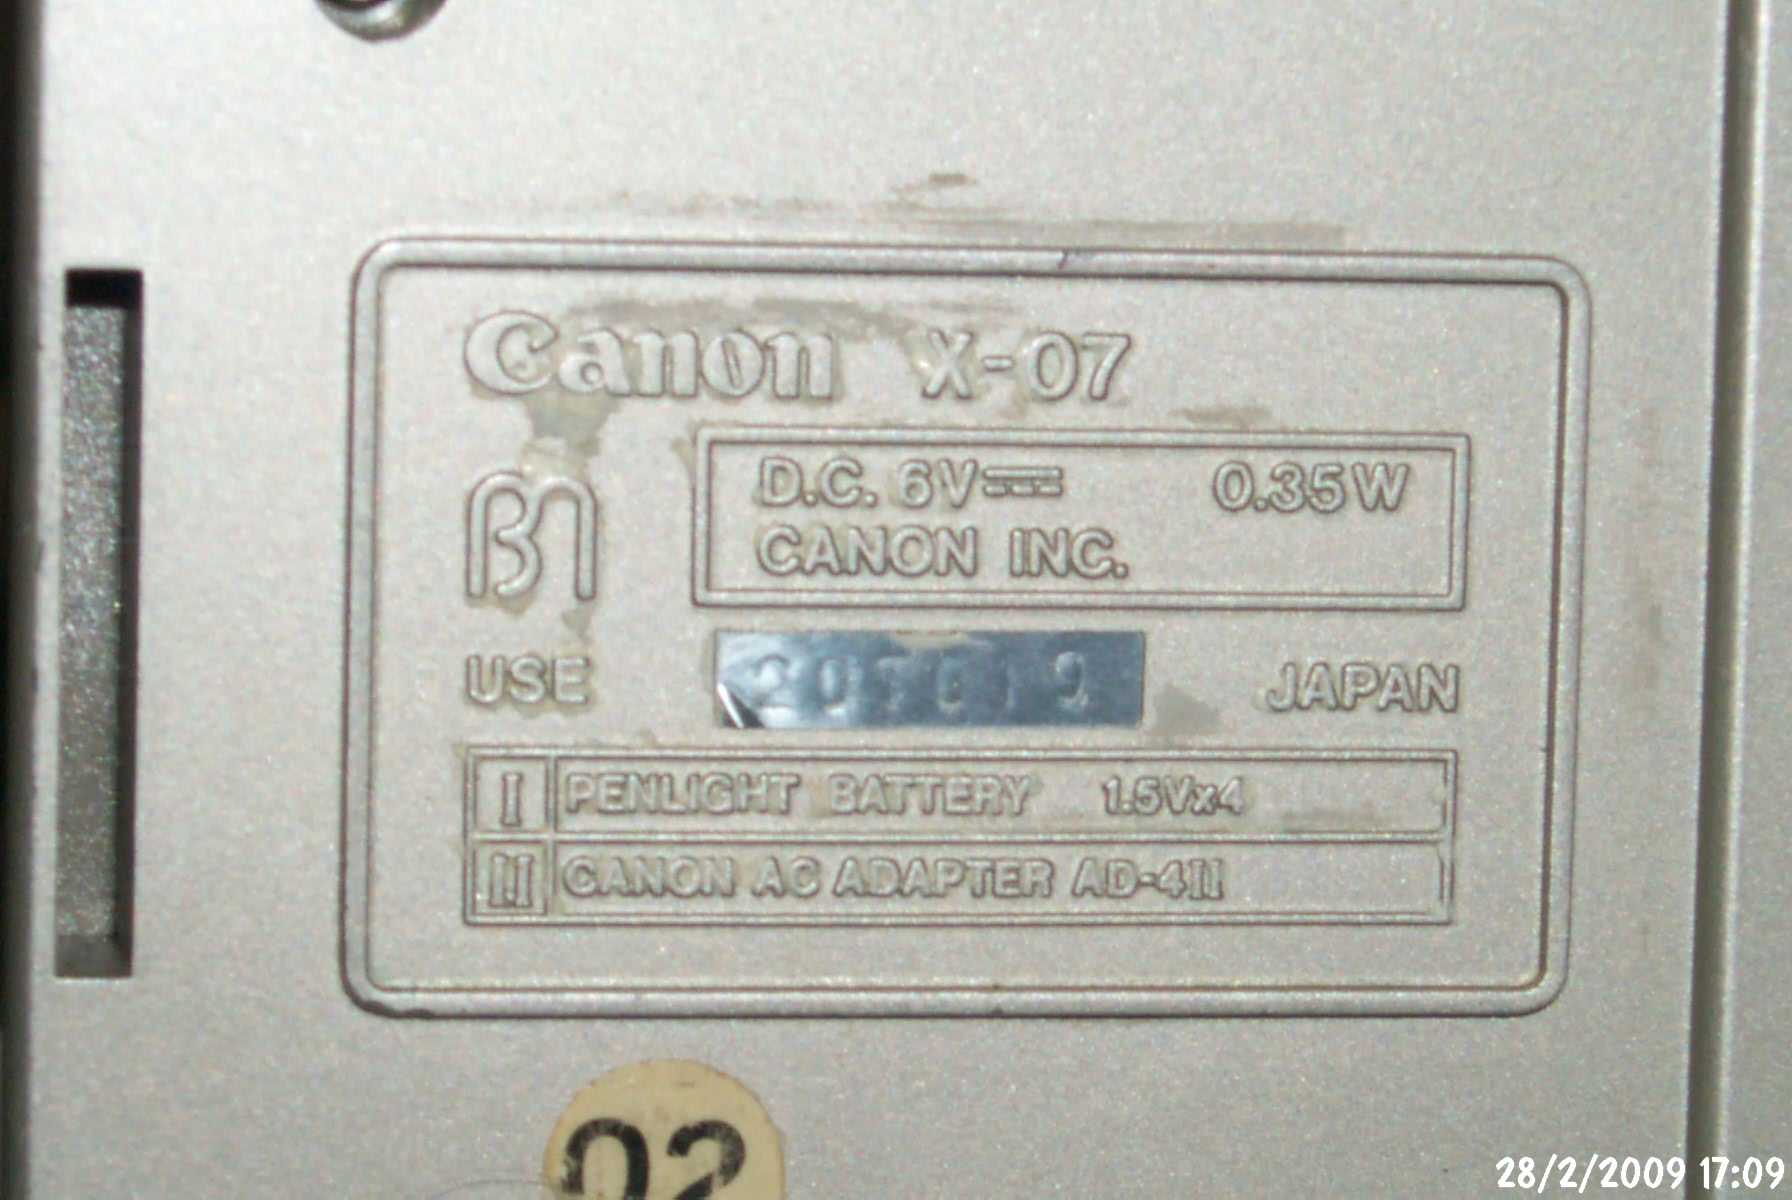 Canon X-07
D.C. 6V⎓ 0.35W
CANON INC.
USE JAPAN
I PENLIGHT BATTERY 1.5Vx4
II CANON AC ADAPTER AD-4II
02
28/2/2009 17:09